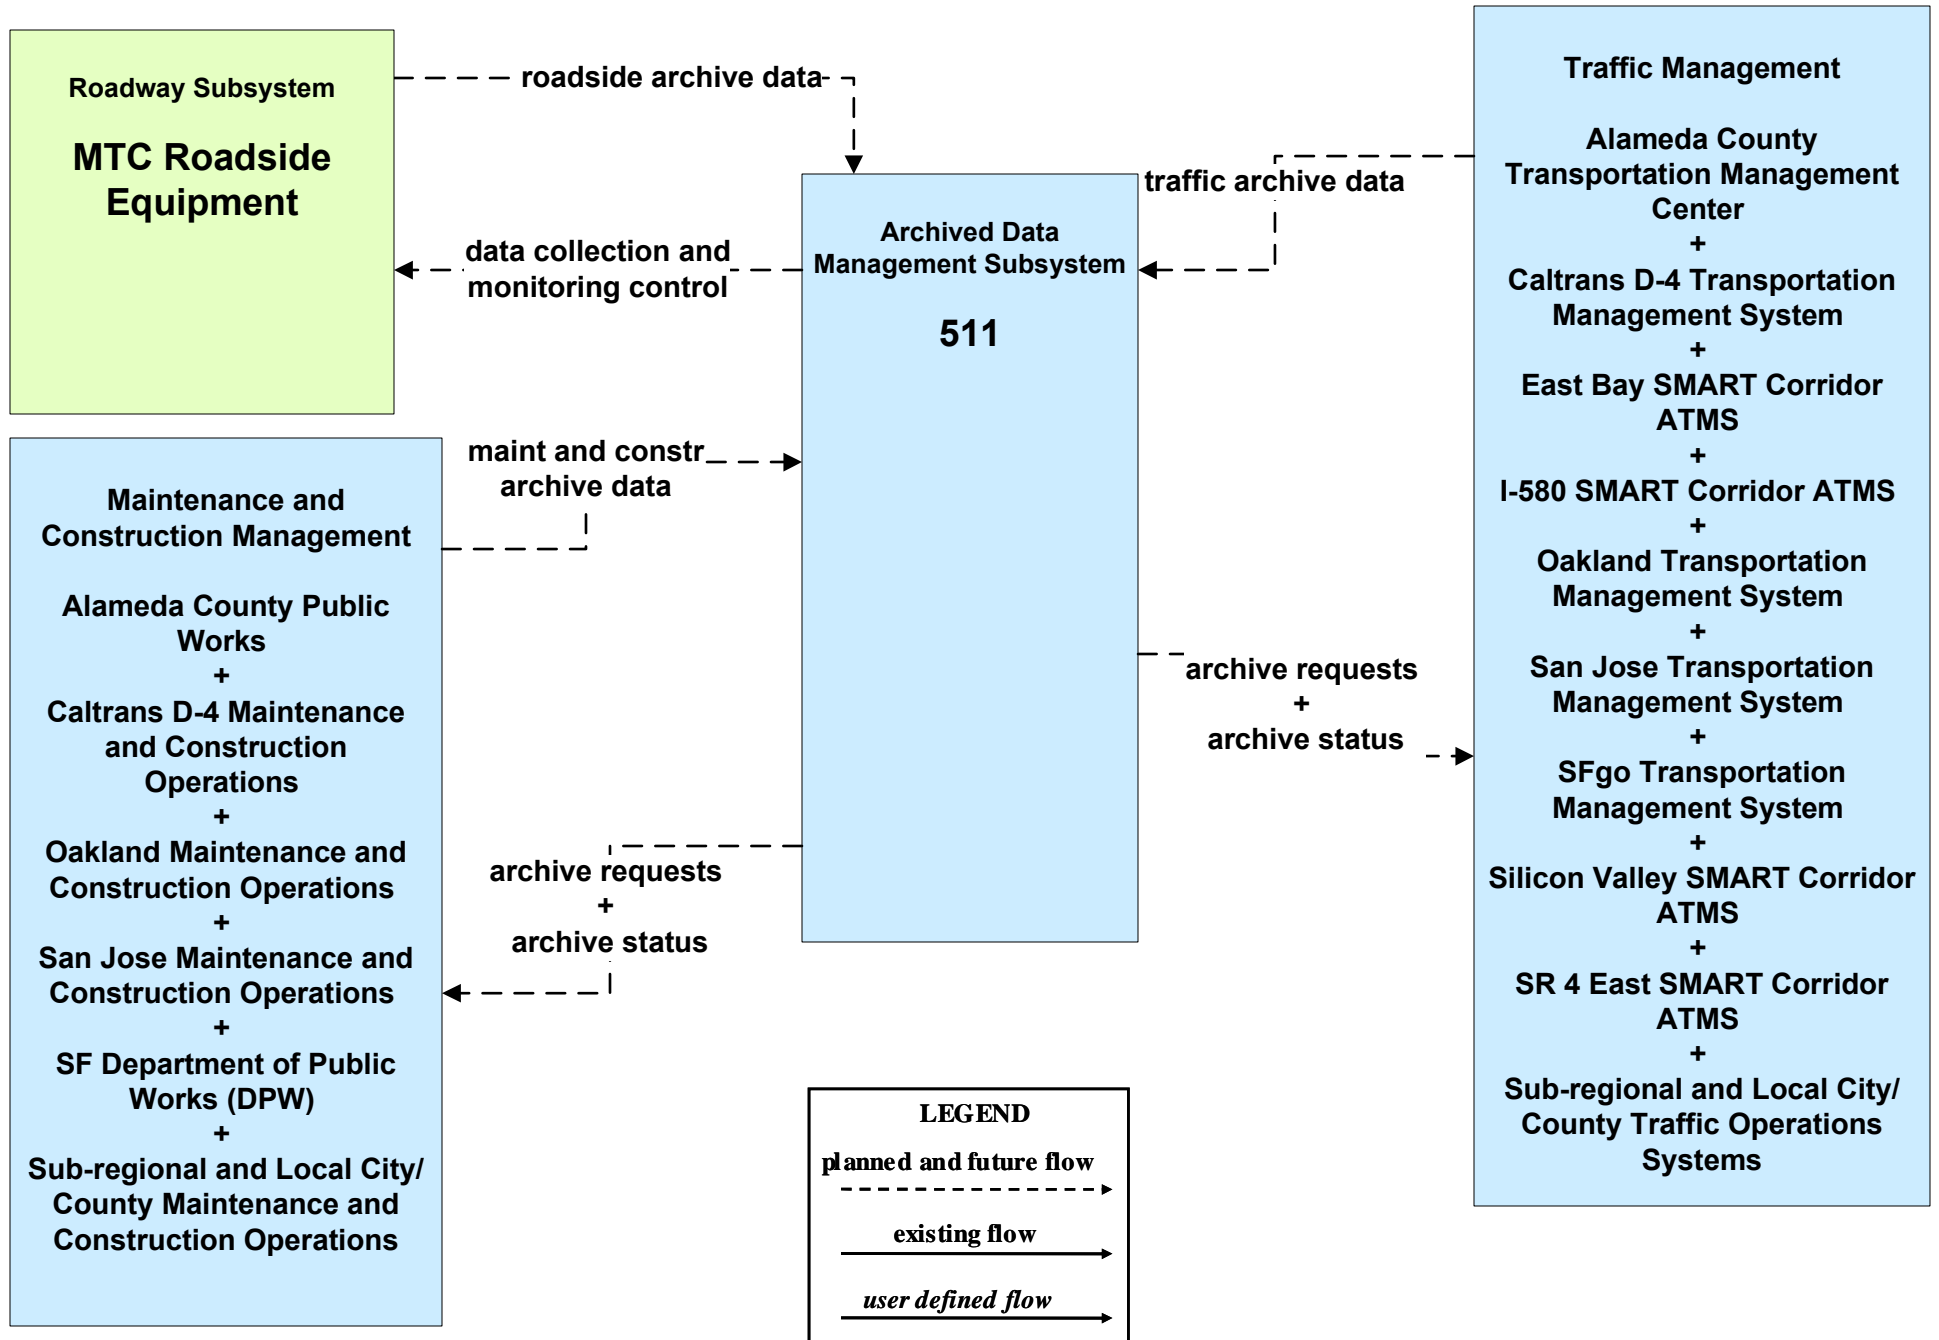 Roadway Subsystem
MTC Roadside
Equipment
roadside archive data
data collection and
monitoring control
Maintenance and
Construction Management
Alameda County Public
Works
+
Caltrans D-4 Maintenance
and Construction
Operations
+
Oakland Maintenance and
Construction Operations
+
San Jose Maintenance and
Construction Operations
+
SF Department of Public
Works (DPW)
+
Sub-regional and Local City/
County Maintenance and
Construction Operations
maint and constr
archive data
archive requests
+
archive status
Archived Data
Management Subsystem
511
traffic archive data
archive requests
+
archive status
Traffic Management
Alameda County
Transportation Management
Center
+
Caltrans D-4 Transportation
Management System
+
East Bay SMART Corridor
ATMS
+
I-580 SMART Corridor ATMS
+
Oakland Transportation
Management System
+
San Jose Transportation
Management System
+
SFgo Transportation
Management System
+
Silicon Valley SMART Corridor
ATMS
+
SR 4 East SMART Corridor
ATMS
+
Sub-regional and Local City/
County Traffic Operations
Systems
LEGEND
planned and future flow
existing flow
user defined flow